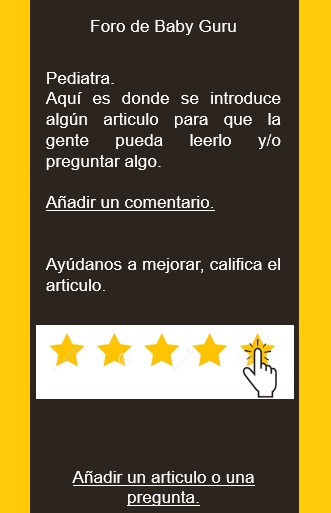 Foro de Baby Guru
Pediatra.
Aquí es donde se introduce
algún articulo para que la
gente pueda leerlo y/o
preguntar algo.
Añadir un comentario.
Ayúdanos a mejorar, califica el
articulo.
Añadir un articulo o una
pregunta.